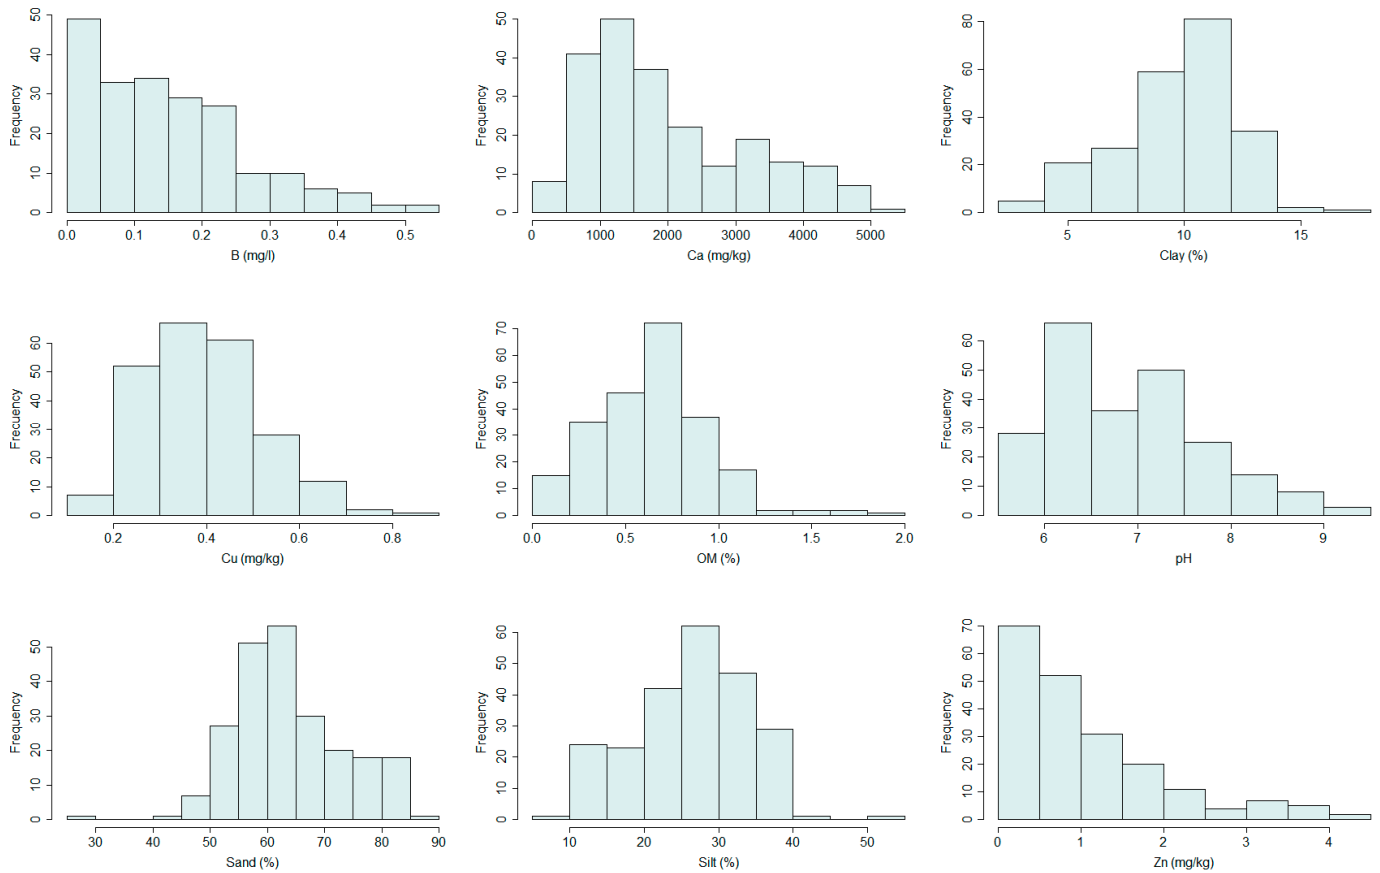 Frequency
0 10 20 30 40 50
0.0 0.1 0.2 0.3 0.4 0.5
B (mg/l)
Frequency
0 10 20 30 40 50
0 1000 2000 3000 4000 5000
Ca (mg/kg)
Frequency
0 20 40 60 80
5 10 15
Clay (%)
Frecuency
0 10 20 30 40 50 60
0.2 0.4 0.6 0.8
Cu (mg/kg)
Frecuency
0 10 20 30 40 50 60 70
0.0 0.5 1.0 1.5 2.0
OM (%)
Frecuency
0 10 20 30 40 50 60
6 7 8 9
pH
Frequency
0 10 20 30 40 50
30 40 50 60 70 80 90
Sand (%)
Frequency
0 10 20 30 40 50 60
10 20 30 40 50
Silt (%)
Frequency
0 10 20 30 40 50 60 70
0 1 2 3 4
Zn (mg/kg)